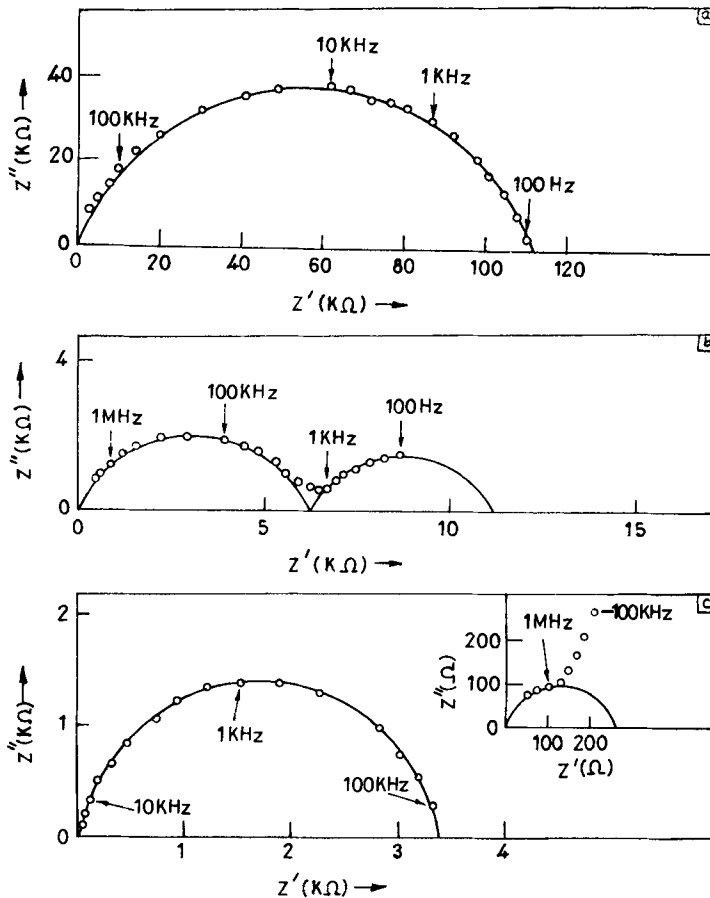 a
40
20
0
Z″(KΩ) →
100KHz
10KHz
1KHz
100Hz
0 20 40 60 80 100 120
Z′(KΩ) →
b
4
0
Z″(KΩ) →
1MHz
100KHz
1KHz
100Hz
0 5 10 15
Z′(KΩ) →
c
2
1
0
Z″(KΩ) →
10KHz
1KHz
100KHz
1 2 3 4
Z′(KΩ) →
200
100
0
Z″(Ω)
1MHz
100KHz
100 200
Z′(Ω)